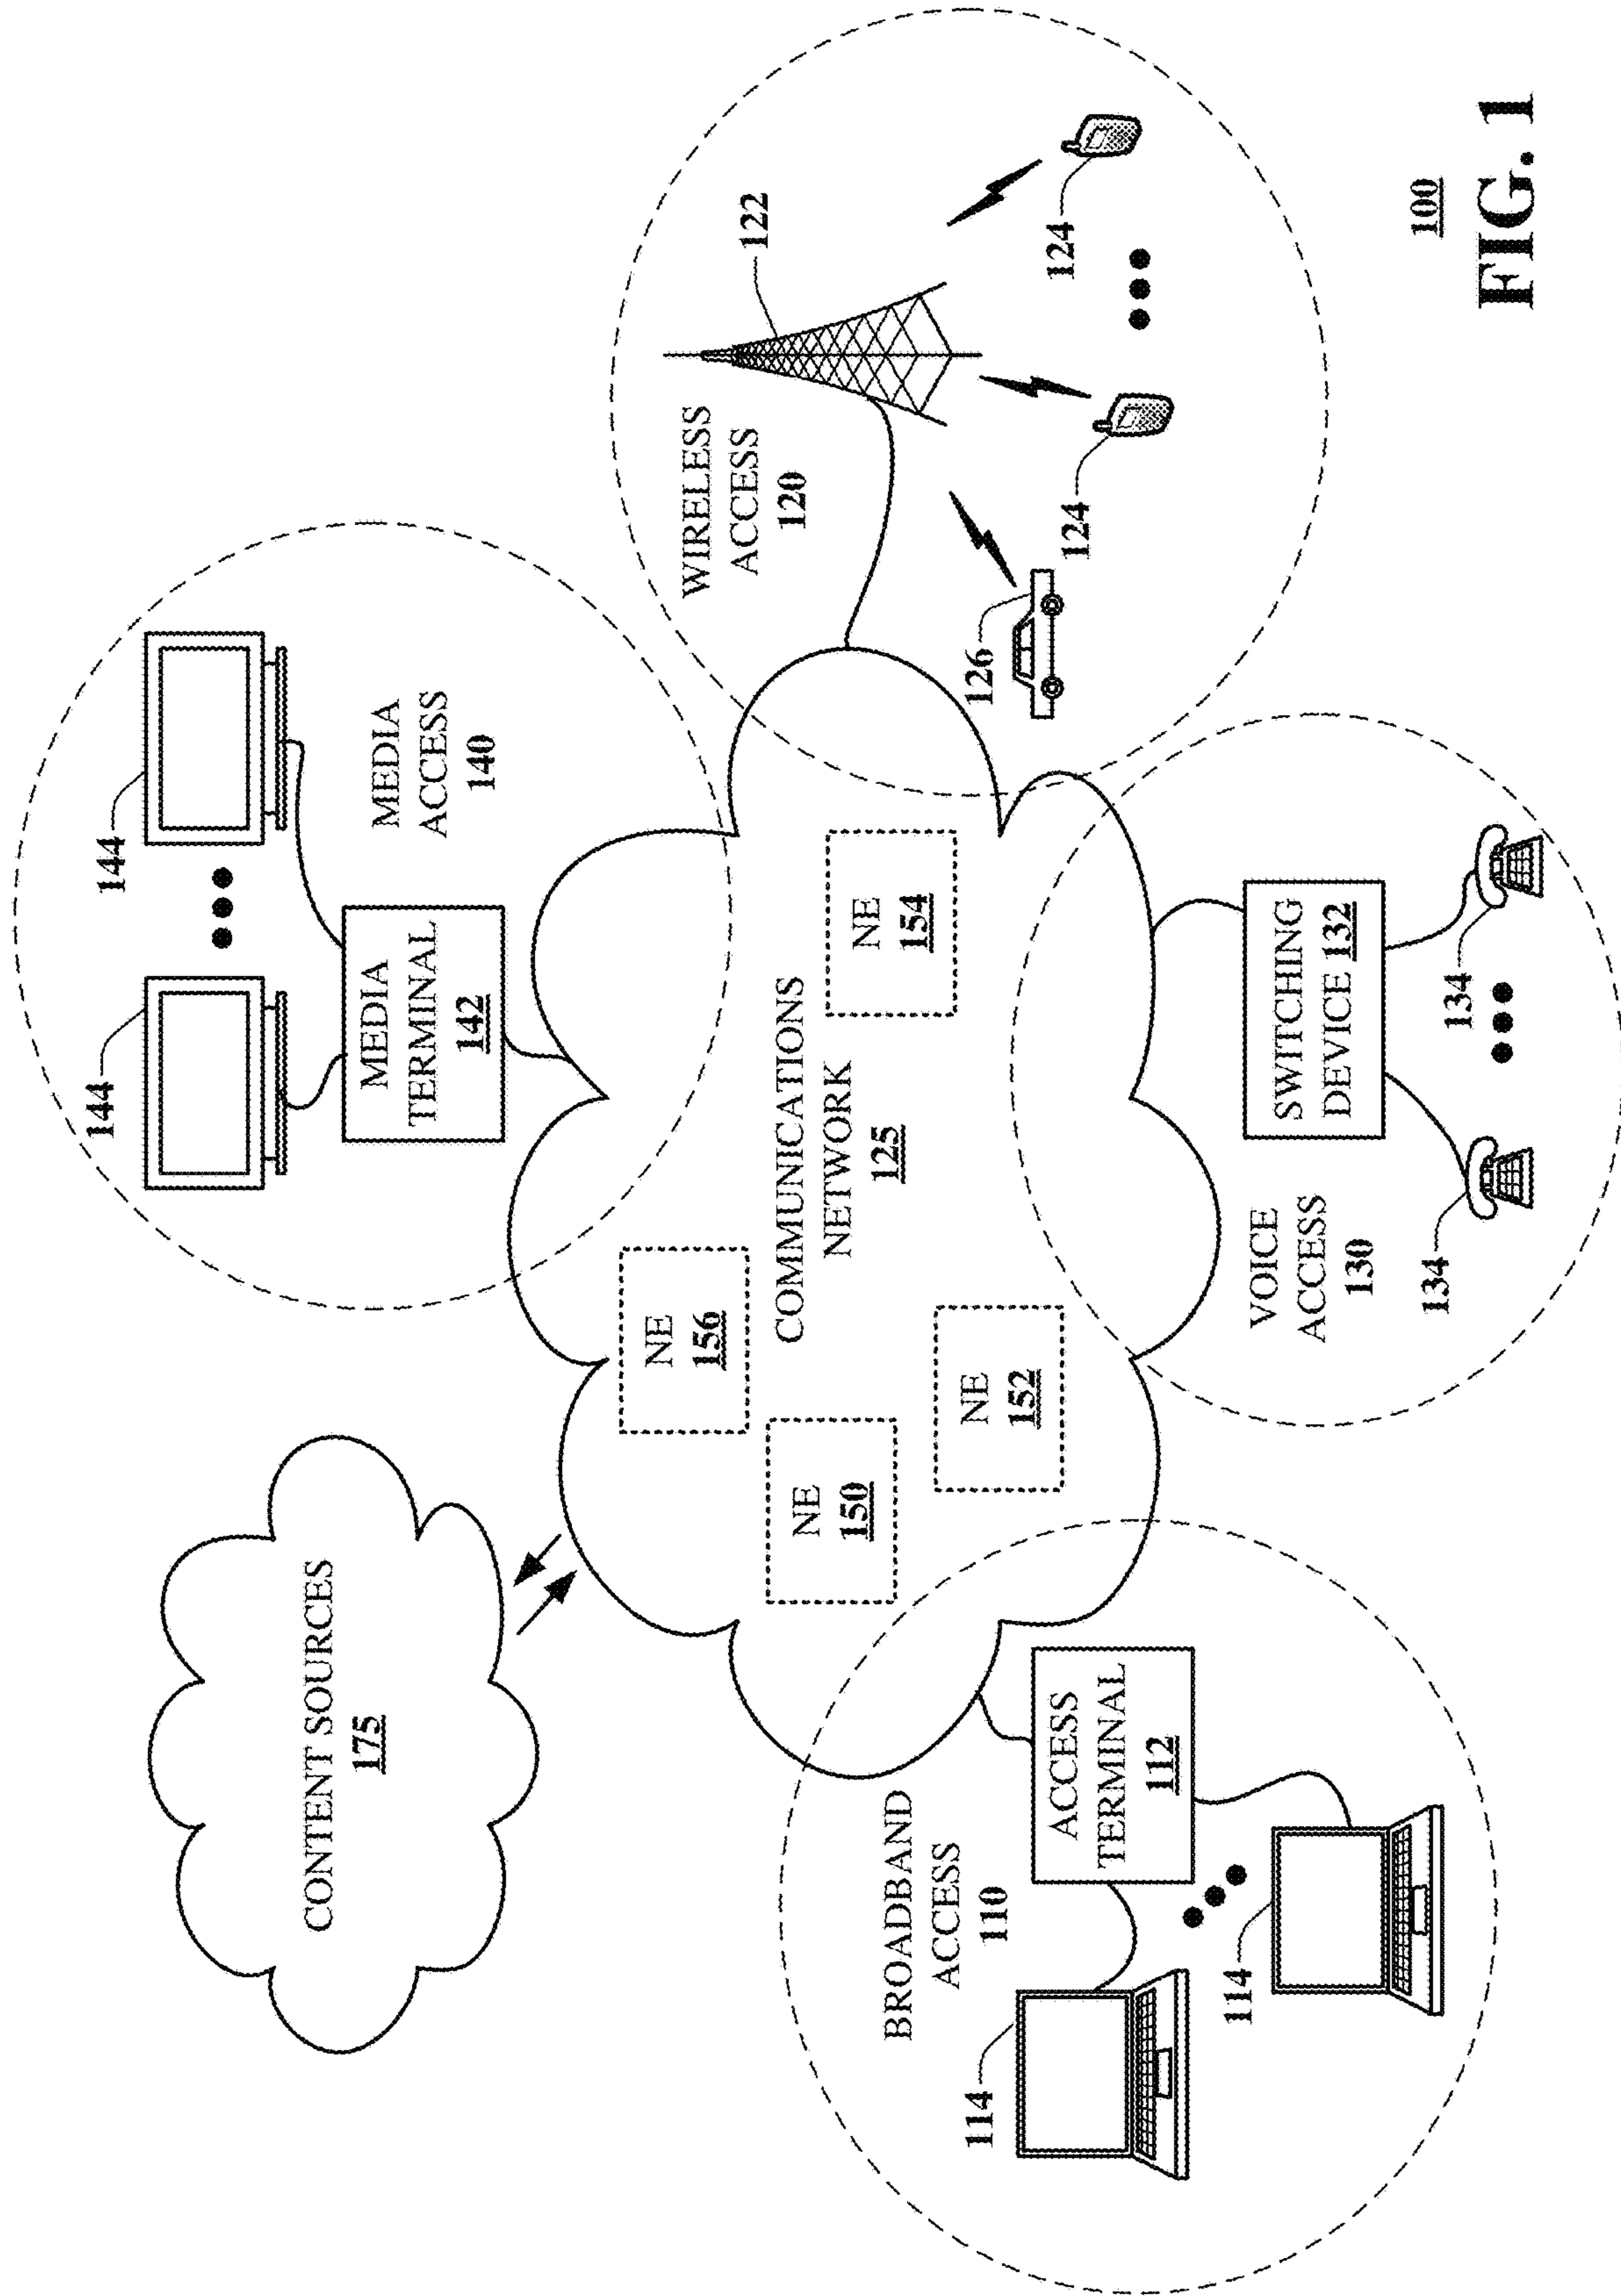 CONTENT SOURCES
175
144
144
MEDIA
TERMINAL
142
MEDIA
ACCESS
140
NE
156
NE
150
NE
152
COMMUNICATIONS
NETWORK
125
NE
154
WIRELESS
ACCESS
120
122
126
124
124
BROADBAND
ACCESS
110
ACCESS
TERMINAL
112
114
114
VOICE
ACCESS
130
SWITCHING
DEVICE 132
134
134
100
FIG. 1